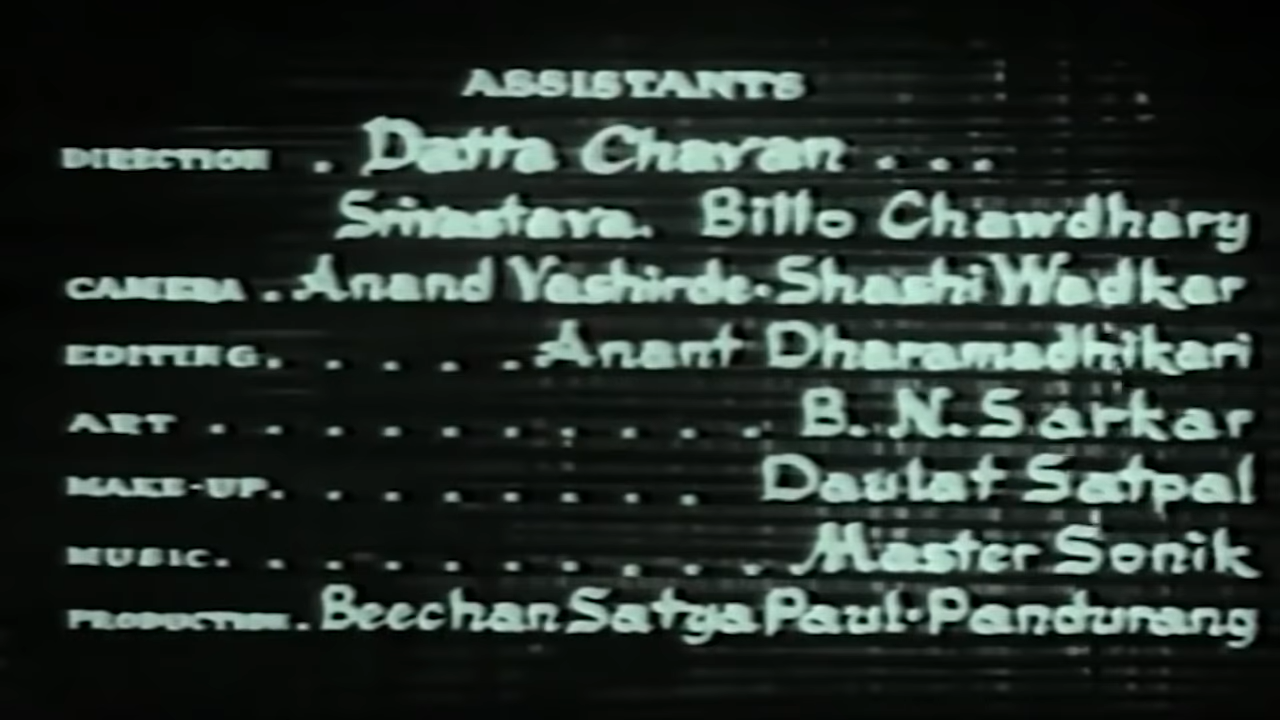 ASSISTANTS
DIRECTION . Datta Chavan . . .
Srivastava. Billo Chawdhary
CAMERA . Anand Vashirde·Shashi Wadkar
EDITING. . . . . Anant Dharamadhikari
ART . . . . . . . . . . B. N. Sarkar
MAKE-UP. . . . . . . . Daulat Satpal
MUSIC. . . . . . . . . . Master Sonik
PRODUCTION. Beechan Satya Paul·Pandurang